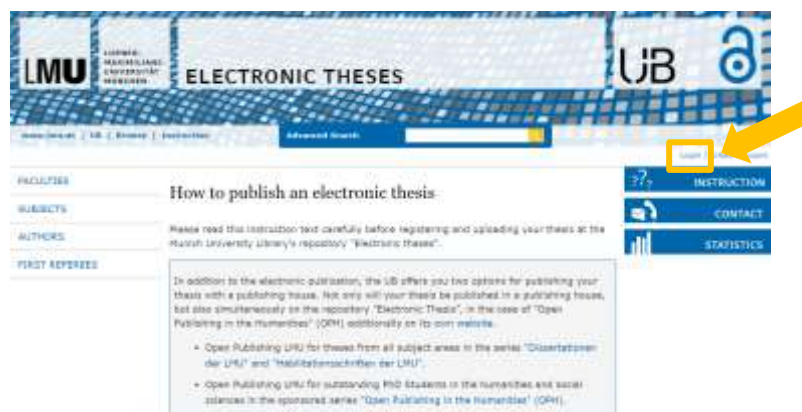 LMU
LUDWIG-
MAXIMILIANS-
UNIVERSITÄT
MÜNCHEN
ELECTRONIC THESES
UB
www.lmu.de | UB | Browse | Instruction
Advanced Search
Login |
FACULTIES
SUBJECTS
AUTHORS
FIRST REFEREES
How to publish an electronic thesis
Please read this instruction text carefully before registering and uploading your thesis at the
Munich University Library's repository "Electronic theses".
In addition to the electronic publication, the UB offers you two options for publishing your
thesis with a publishing house. Not only will your thesis be published in a publishing house,
but also simultaneously on the repository "Electronic Thesis", in the case of "Open
Publishing in the Humanities" (OPH) additionally on its own website.
• Open Publishing LMU for theses from all subject areas in the series "Dissertationen
der LMU" and "Habilitationsschriften der LMU".
• Open Publishing LMU for outstanding PhD Students in the humanities and social
sciences in the sponsored series "Open Publishing in the Humanities" (OPH).
???
INSTRUCTION
CONTACT
STATISTICS